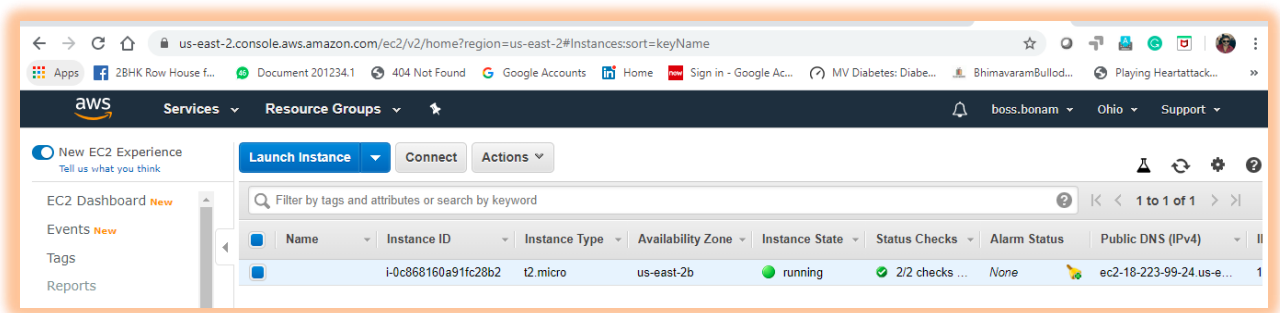 us-east-2.console.aws.amazon.com/ec2/v2/home?region=us-east-2#Instances:sort=keyName
Apps 2BHK Row House f... Document 201234.1 404 Not Found Google Accounts Home now Sign in - Google Ac... MV Diabetes: Diabe... BhimavaramBullod... Playing Heartattack... »
aws Services Resource Groups boss.bonam Ohio Support
New EC2 Experience
Tell us what you think
Launch Instance Connect Actions
EC2 Dashboard New
Filter by tags and attributes or search by keyword 1 to 1 of 1
Events New
Name Instance ID Instance Type Availability Zone Instance State Status Checks Alarm Status Public DNS (IPv4)
Tags
i-0c868160a91fc28b2 t2.micro us-east-2b running 2/2 checks ... None ec2-18-223-99-24.us-e... 1
Reports